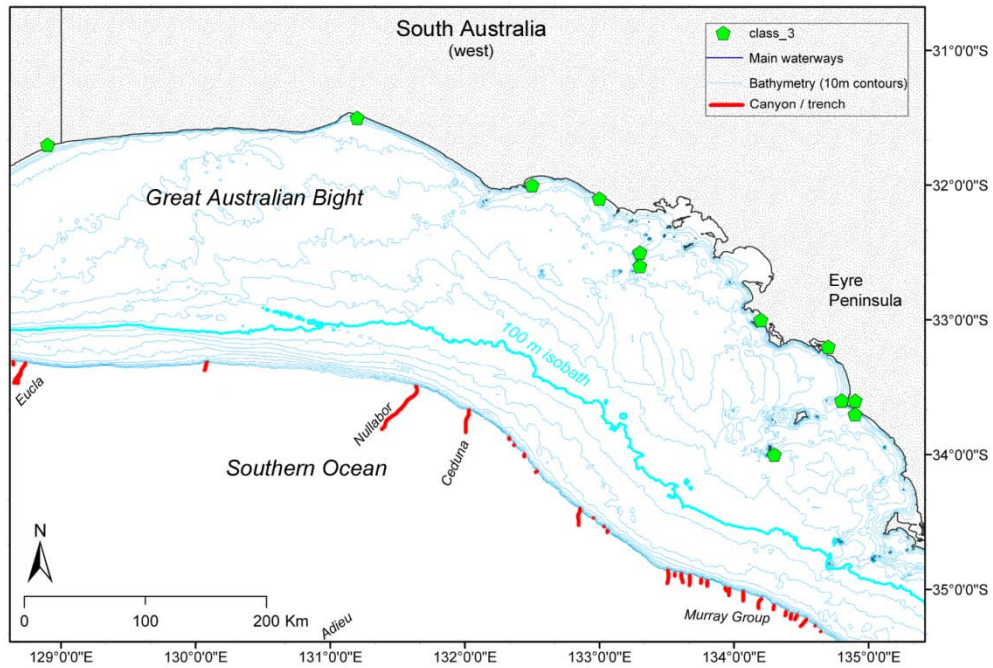 South Australia
(west)
class_3
Main waterways
Bathymetry (10m contours)
Canyon / trench
31°0'0"S
32°0'0"S
33°0'0"S
34°0'0"S
35°0'0"S
Great Australian Bight
Eyre
Peninsula
100 m isobath
Eucla
Nullabor
Ceduna
Southern Ocean
N
0 100 200 Km
Adieu
Murray Group
129°0'0"E 130°0'0"E 131°0'0"E 132°0'0"E 133°0'0"E 134°0'0"E 135°0'0"E